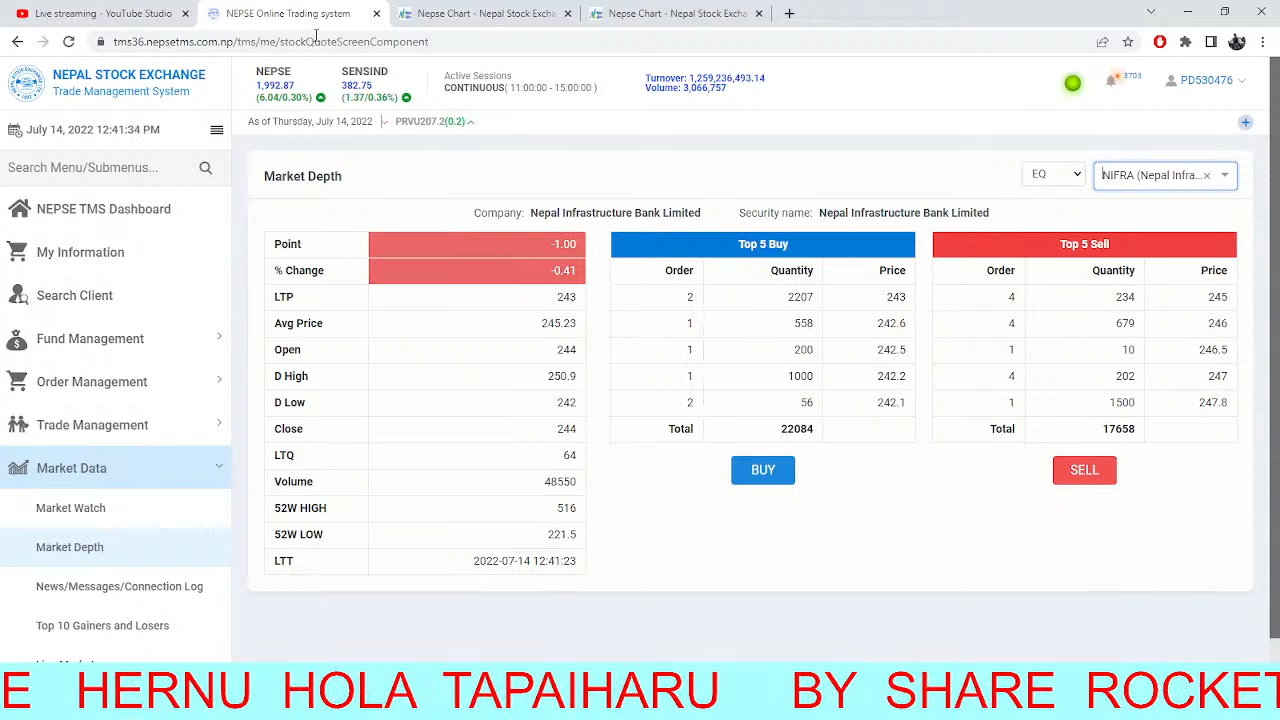 Live streaming - YouTube Studio
NEPSE Online Trading system
Nepse Chart - Nepal Stock Excha
Nepse Chart - Nepal Stock Excha
tms36.nepsetms.com.np/tms/me/stockQuoteScreenComponent
NEPAL STOCK EXCHANGE
Trade Management System
NEPSE
1,992.87
(6.04/0.30%)
SENSIND
382.75
(1.37/0.36%)
Active Sessions
CONTINUOUS( 11:00:00 - 15:00:00 )
Turnover: 1,259,236,493.14
Volume: 3,066,757
3703
PD530476
July 14, 2022 12:41:34 PM
As of Thursday, July 14, 2022
PRVU207.2(0.2)
Search Menu/Submenus...
NEPSE TMS Dashboard
My Information
Search Client
Fund Management
Order Management
Trade Management
Market Data
Market Watch
Market Depth
News/Messages/Connection Log
Top 10 Gainers and Losers
Market Depth
EQ
NIFRA (Nepal Infra...
Company: Nepal Infrastructure Bank Limited
Security name: Nepal Infrastructure Bank Limited
Point -1.00
% Change -0.41
LTP 243
Avg Price 245.23
Open 244
D High 250.9
D Low 242
Close 244
LTQ 64
Volume 48550
52W HIGH 516
52W LOW 221.5
LTT 2022-07-14 12:41:23
Top 5 Buy
Order Quantity Price
2 2207 243
1 558 242.6
1 200 242.5
1 1000 242.2
2 56 242.1
Total 22084
BUY
Top 5 Sell
Order Quantity Price
4 234 245
4 679 246
1 10 246.5
4 202 247
1 1500 247.8
Total 17658
SELL
E HERNU HOLA TAPAIHARU BY SHARE ROCKET